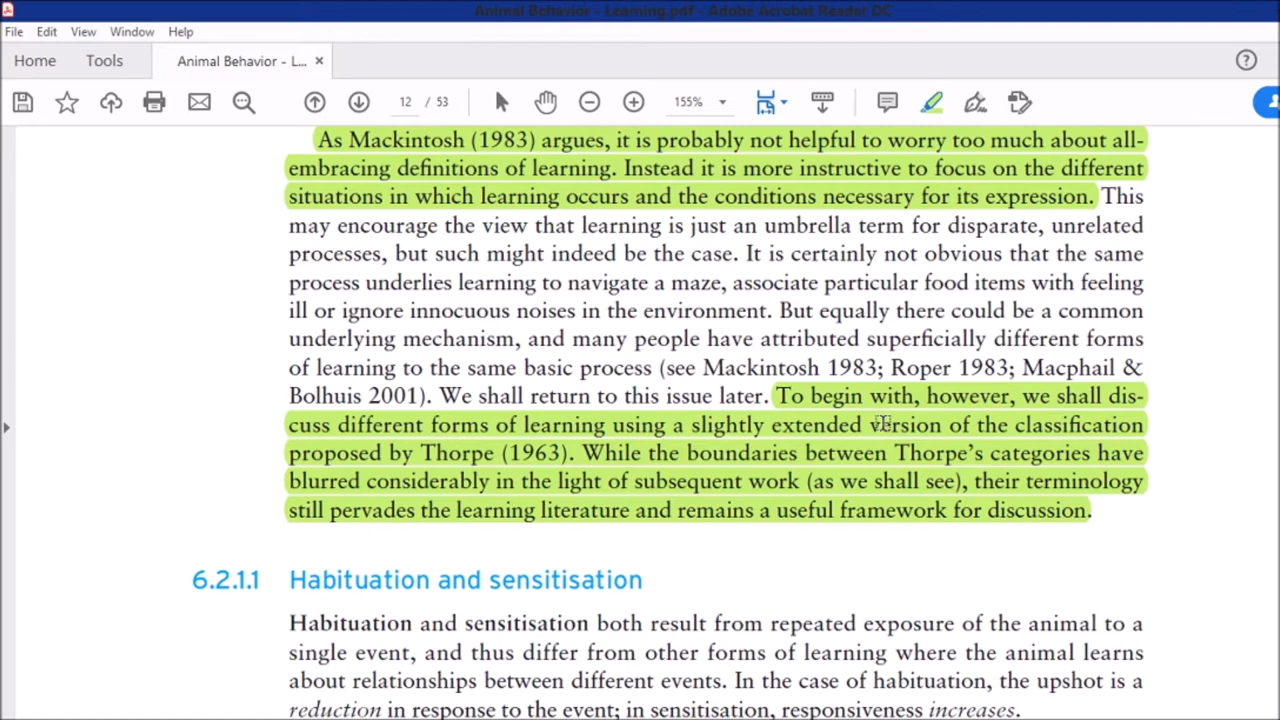 Animal Behavior - Learning.pdf - Adobe Acrobat Reader DC
File Edit View Window Help
Home Tools Animal Behavior - L... ×
12 / 53 155%
As Mackintosh (1983) argues, it is probably not helpful to worry too much about all-
embracing definitions of learning. Instead it is more instructive to focus on the different
situations in which learning occurs and the conditions necessary for its expression. This
may encourage the view that learning is just an umbrella term for disparate, unrelated
processes, but such might indeed be the case. It is certainly not obvious that the same
process underlies learning to navigate a maze, associate particular food items with feeling
ill or ignore innocuous noises in the environment. But equally there could be a common
underlying mechanism, and many people have attributed superficially different forms
of learning to the same basic process (see Mackintosh 1983; Roper 1983; Macphail &
Bolhuis 2001). We shall return to this issue later. To begin with, however, we shall dis-
cuss different forms of learning using a slightly extended version of the classification
proposed by Thorpe (1963). While the boundaries between Thorpe's categories have
blurred considerably in the light of subsequent work (as we shall see), their terminology
still pervades the learning literature and remains a useful framework for discussion.
6.2.1.1 Habituation and sensitisation
Habituation and sensitisation both result from repeated exposure of the animal to a
single event, and thus differ from other forms of learning where the animal learns
about relationships between different events. In the case of habituation, the upshot is a
reduction in response to the event; in sensitisation, responsiveness increases.